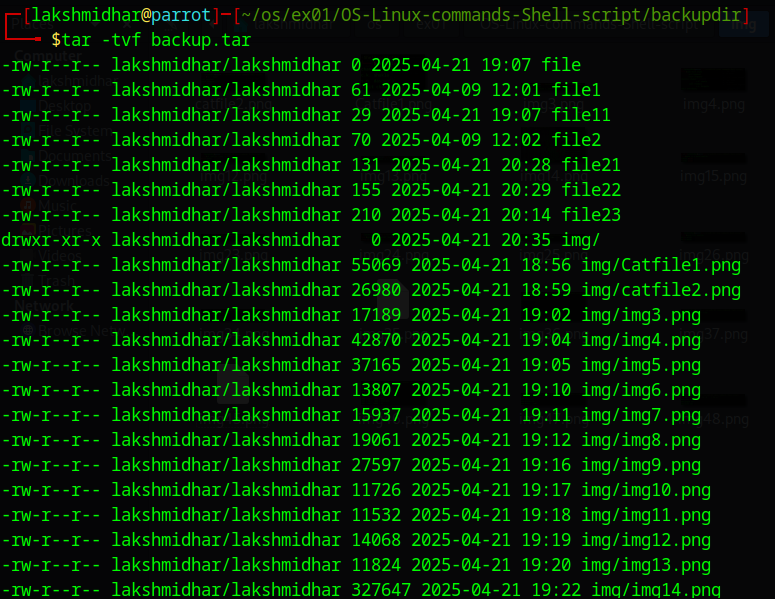 ┌─[lakshmidhar@parrot]─[~/os/ex01/OS-Linux-commands-Shell-script/backupdir]
└──╼ $tar -tvf backup.tar
-rw-r--r-- lakshmidhar/lakshmidhar 0 2025-04-21 19:07 file
-rw-r--r-- lakshmidhar/lakshmidhar 61 2025-04-09 12:01 file1
-rw-r--r-- lakshmidhar/lakshmidhar 29 2025-04-21 19:07 file11
-rw-r--r-- lakshmidhar/lakshmidhar 70 2025-04-09 12:02 file2
-rw-r--r-- lakshmidhar/lakshmidhar 131 2025-04-21 20:28 file21
-rw-r--r-- lakshmidhar/lakshmidhar 155 2025-04-21 20:29 file22
-rw-r--r-- lakshmidhar/lakshmidhar 210 2025-04-21 20:14 file23
drwxr-xr-x lakshmidhar/lakshmidhar   0 2025-04-21 20:35 img/
-rw-r--r-- lakshmidhar/lakshmidhar 55069 2025-04-21 18:56 img/Catfile1.png
-rw-r--r-- lakshmidhar/lakshmidhar 26980 2025-04-21 18:59 img/catfile2.png
-rw-r--r-- lakshmidhar/lakshmidhar 17189 2025-04-21 19:02 img/img3.png
-rw-r--r-- lakshmidhar/lakshmidhar 42870 2025-04-21 19:04 img/img4.png
-rw-r--r-- lakshmidhar/lakshmidhar 37165 2025-04-21 19:05 img/img5.png
-rw-r--r-- lakshmidhar/lakshmidhar 13807 2025-04-21 19:10 img/img6.png
-rw-r--r-- lakshmidhar/lakshmidhar 15937 2025-04-21 19:11 img/img7.png
-rw-r--r-- lakshmidhar/lakshmidhar 19061 2025-04-21 19:12 img/img8.png
-rw-r--r-- lakshmidhar/lakshmidhar 27597 2025-04-21 19:16 img/img9.png
-rw-r--r-- lakshmidhar/lakshmidhar 11726 2025-04-21 19:17 img/img10.png
-rw-r--r-- lakshmidhar/lakshmidhar 11532 2025-04-21 19:18 img/img11.png
-rw-r--r-- lakshmidhar/lakshmidhar 14068 2025-04-21 19:19 img/img12.png
-rw-r--r-- lakshmidhar/lakshmidhar 11824 2025-04-21 19:20 img/img13.png
-rw-r--r-- lakshmidhar/lakshmidhar 327647 2025-04-21 19:22 img/img14.png